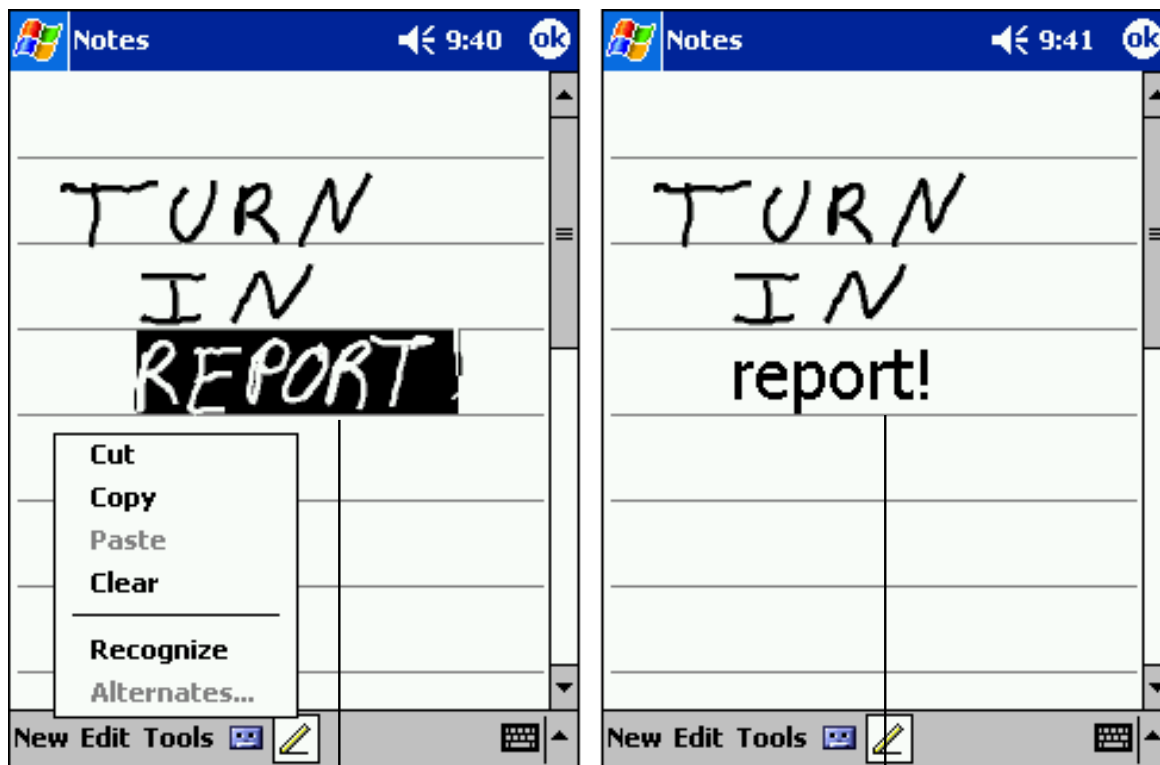 Notes 9:40 ok
TURN
IN
REPORT!
Cut
Copy
Paste
Clear
Recognize
Alternates...
New Edit Tools
Notes 9:41 ok
TURN
IN
report!
New Edit Tools